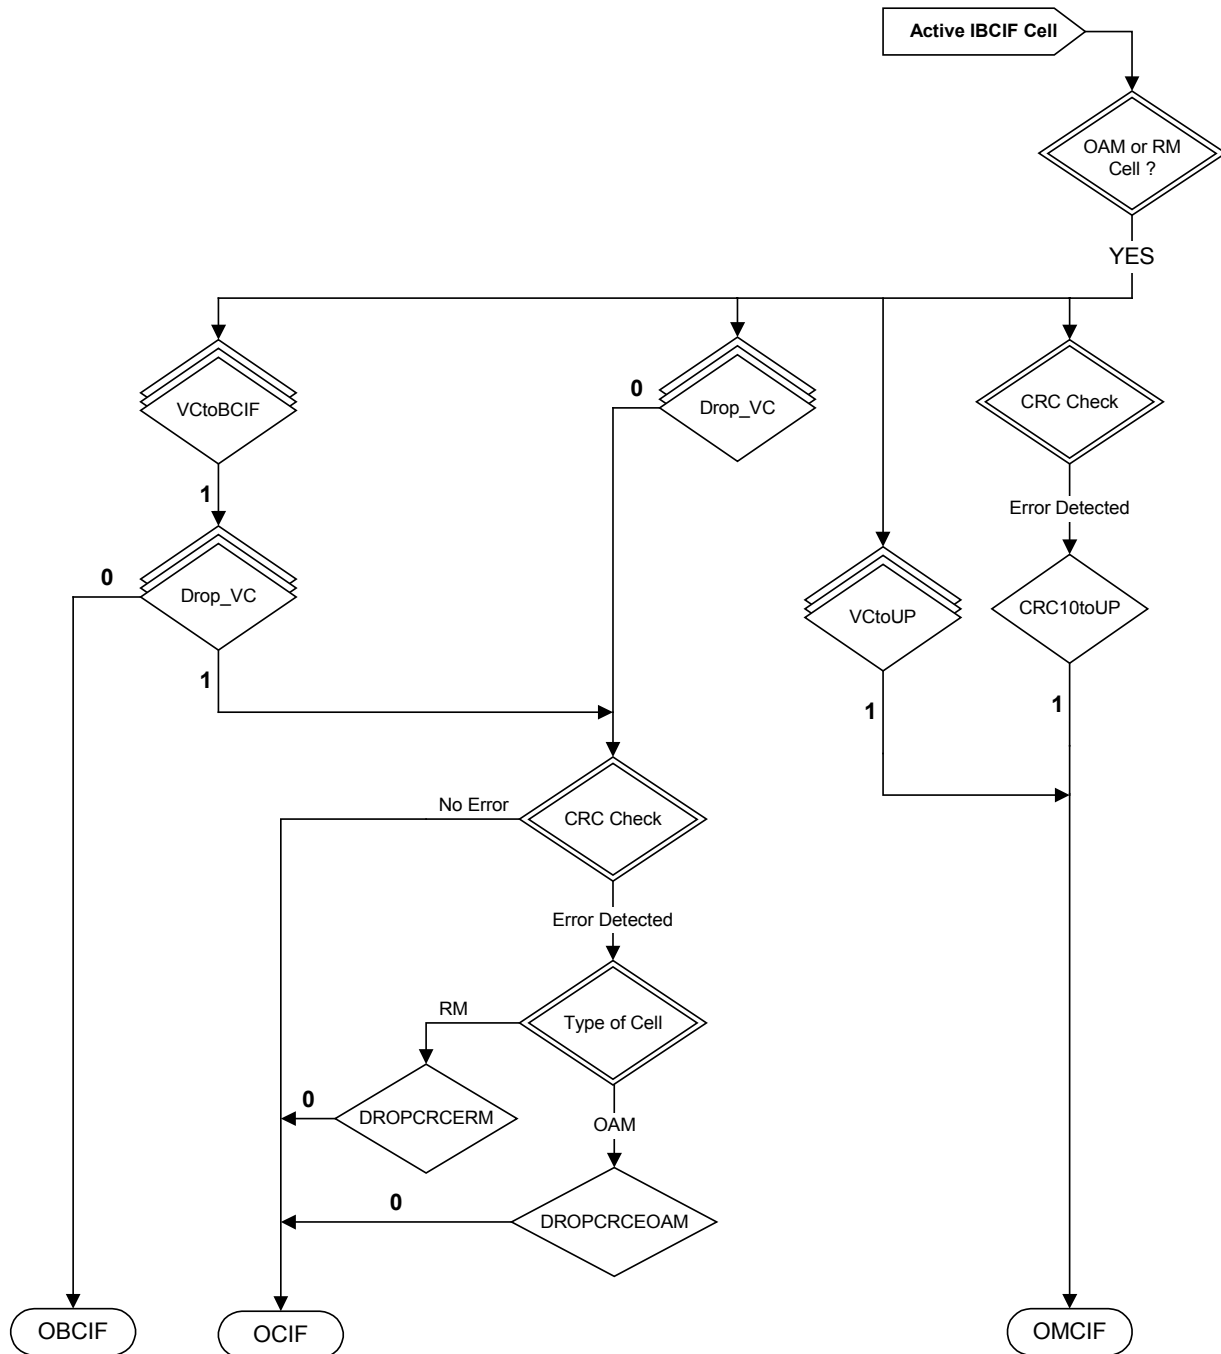 Active IBCIF Cell
OAM or RM
Cell ?
YES
VCtoBCIF
0
Drop_VC
CRC Check
1
Error Detected
0
Drop_VC
VCtoUP
CRC10toUP
1
1
1
No Error
CRC Check
Error Detected
RM
Type of Cell
0
DROPCRCERM
OAM
0
DROPCRCEOAM
OBCIF
OCIF
OMCIF